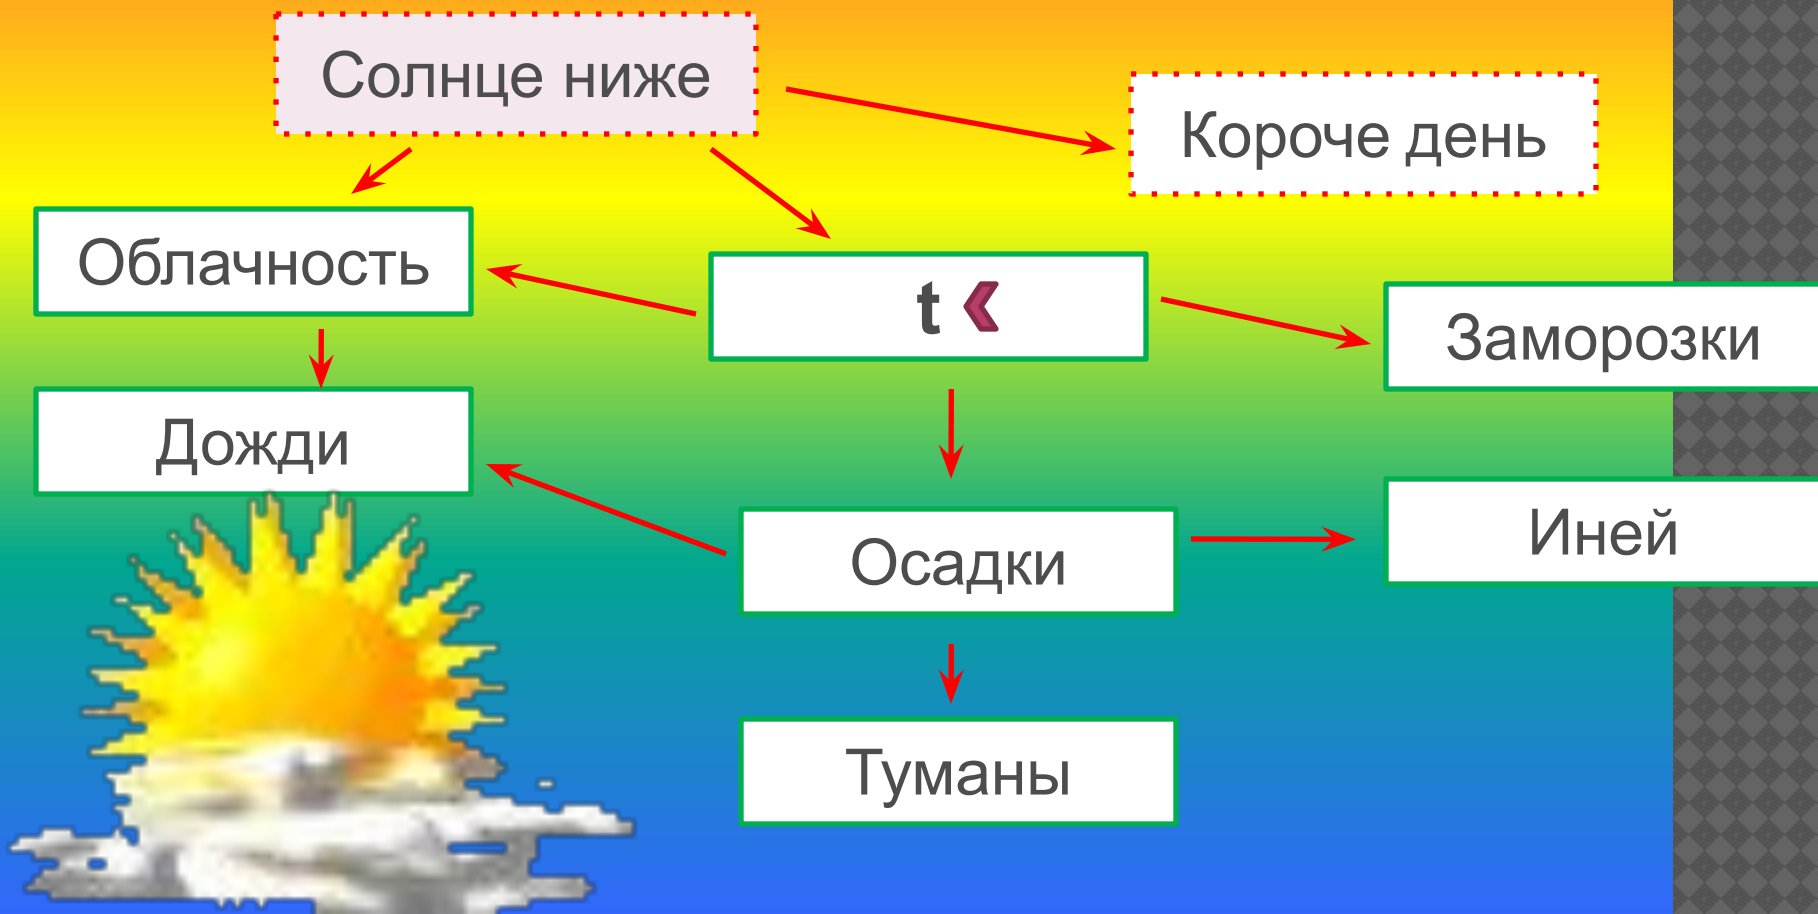 Солнце ниже
Короче день
Облачность
t
Заморозки
Дожди
Осадки
Иней
Туманы